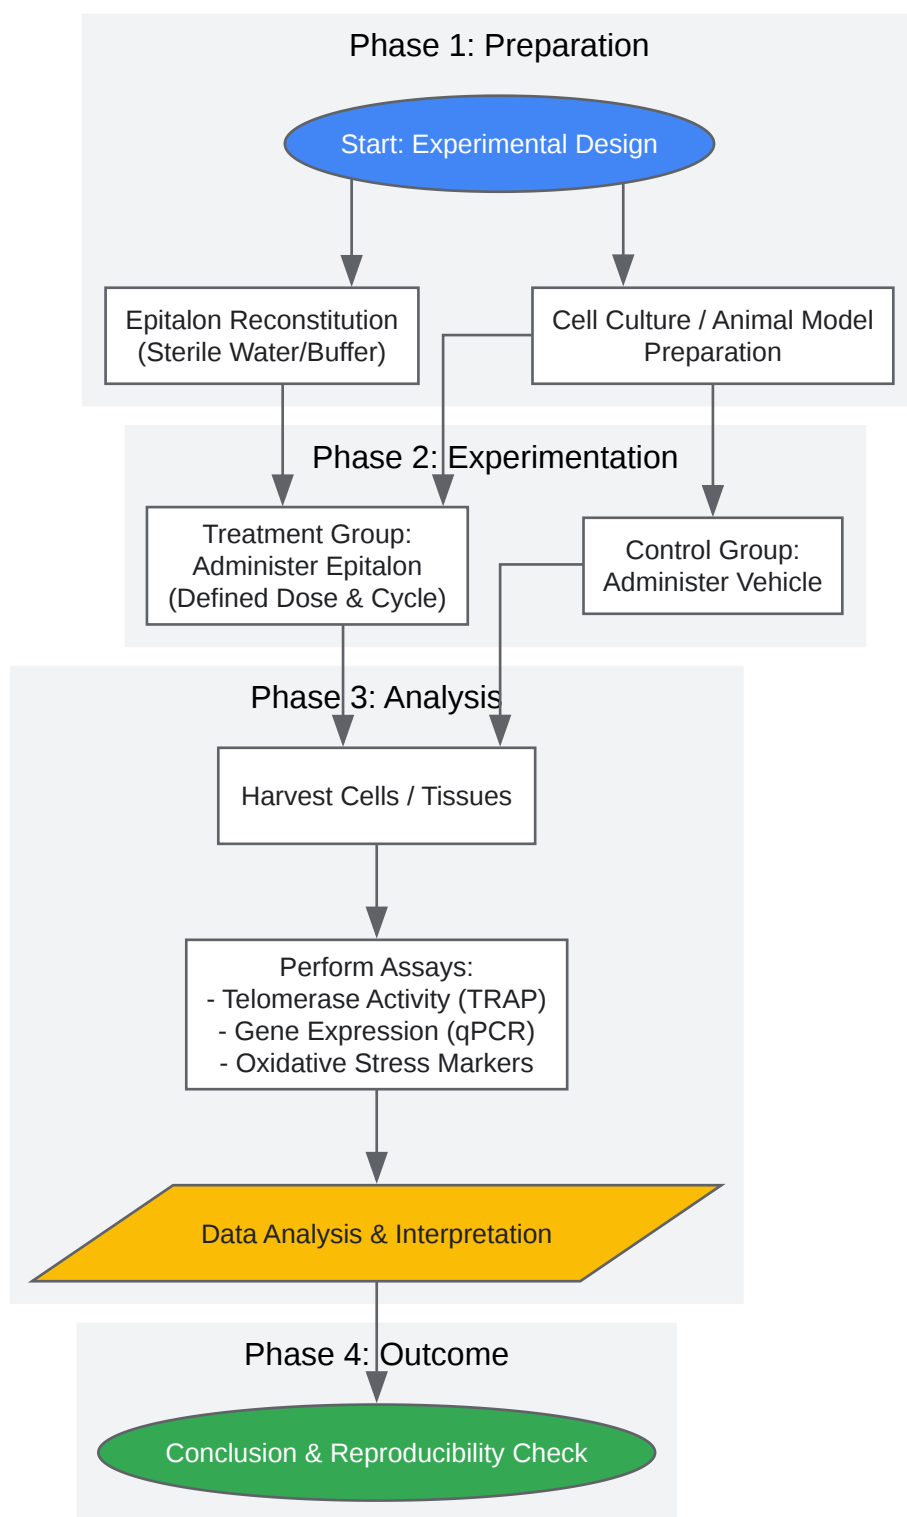 Phase 1: Preparation
Start: Experimental Design
Epitalon Reconstitution
(Sterile Water/Buffer)
Cell Culture / Animal Model
Preparation
Phase 2: Experimentation
Treatment Group:
Administer Epitalon
(Defined Dose & Cycle)
Control Group:
Administer Vehicle
Phase 3: Analysis
Harvest Cells / Tissues
Perform Assays:
- Telomerase Activity (TRAP)
- Gene Expression (qPCR)
- Oxidative Stress Markers
Data Analysis & Interpretation
Phase 4: Outcome
Conclusion & Reproducibility Check